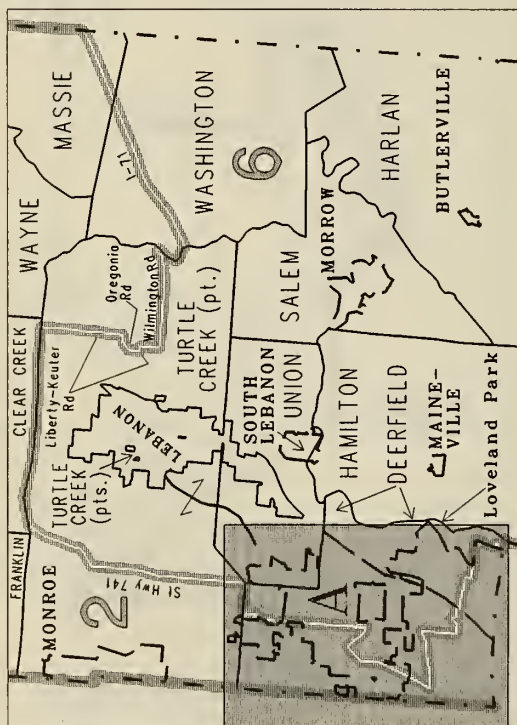 WAYNE
MASSIE
CLEAR CREEK
FRANKLIN
I-71
Oregonia
Rd
Wilmington Rd
Liberty-Keuter
Rd
WASHINGTON
6
MONROE
2
St Hwy 741
TURTLE
CREEK
(pts.)
LEBANON
TURTLE
CREEK (pt.)
SALEM
MORROW
HARLAN
BUTLERVILLE
SOUTH
LEBANON
UNION
HAMILTON
DEERFIELD
MAINE-
VILLE
Loveland Park
7
A